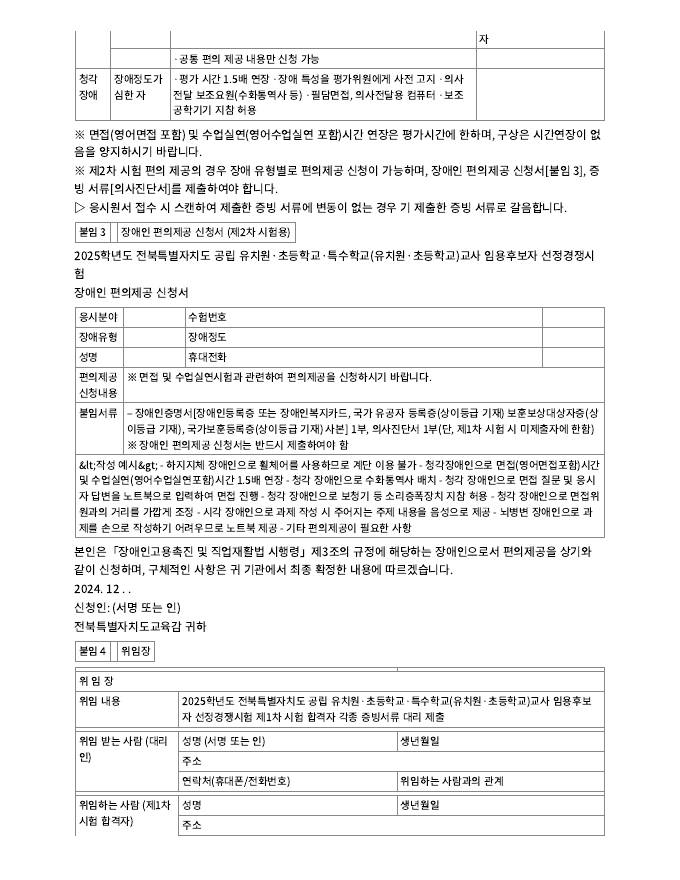 자
·공통 편의 제공 내용만 신청 가능
청각
장애
장애정도가
심한 자
·평가 시간 1.5배 연장 ·장애 특성을 평가위원에게 사전 고지 ·의사
전달 보조요원(수화통역사 등) ·필담면접, 의사전달용 컴퓨터 ·보조
공학기기 지참 허용
※ 면접(영어면접 포함) 및 수업실연(영어수업실연 포함)시간 연장은 평가시간에 한하며, 구상은 시간연장이 없
음을 양지하시기 바랍니다.
※ 제2차 시험 편의 제공의 경우 장애 유형별로 편의제공 신청이 가능하며, 장애인 편의제공 신청서[붙임 3], 증
빙 서류[의사진단서]를 제출하여야 합니다.
▷ 응시원서 접수 시 스캔하여 제출한 증빙 서류에 변동이 없는 경우 기 제출한 증빙 서류로 갈음합니다.
붙임 3 장애인 편의제공 신청서 (제2차 시험용)
2025학년도 전북특별자치도 공립 유치원·초등학교·특수학교(유치원·초등학교)교사 임용후보자 선정경쟁시
험
장애인 편의제공 신청서
응시분야 수험번호
장애유형 장애정도
성명 휴대전화
편의제공
신청내용
※ 면접 및 수업실연시험과 관련하여 편의제공을 신청하시기 바랍니다.
붙임서류
– 장애인증명서[장애인등록증 또는 장애인복지카드, 국가 유공자 등록증(상이등급 기재) 보훈보상대상자증(상
이등급 기재), 국가보훈등록증(상이등급 기재) 사본] 1부, 의사진단서 1부(단, 제1차 시험 시 미제출자에 한함)
※ 장애인 편의제공 신청서는 반드시 제출하여야 함
&lt;작성 예시&gt; - 하지지체 장애인으로 휠체어를 사용하므로 계단 이용 불가 - 청각장애인으로 면접(영어면접포함)시간
및 수업실연(영어수업실연포함)시간 1.5배 연장 - 청각 장애인으로 수화통역사 배치 - 청각 장애인으로 면접 질문 및 응시
자 답변을 노트북으로 입력하여 면접 진행 - 청각 장애인으로 보청기 등 소리증폭장치 지참 허용 - 청각 장애인으로 면접위
원과의 거리를 가깝게 조정 - 시각 장애인으로 과제 작성 시 주어지는 주제 내용을 음성으로 제공 - 뇌병변 장애인으로 과
제를 손으로 작성하기 어려우므로 노트북 제공 - 기타 편의제공이 필요한 사항
본인은「장애인고용촉진 및 직업재활법 시행령」제3조의 규정에 해당하는 장애인으로서 편의제공을 상기와
같이 신청하며, 구체적인 사항은 귀 기관에서 최종 확정한 내용에 따르겠습니다.
2024. 12 . .
신청인: (서명 또는 인)
전북특별자치도교육감 귀하
붙임 4 위임장
위 임 장
위임 내용
2025학년도 전북특별자치도 공립 유치원·초등학교·특수학교(유치원·초등학교)교사 임용후보
자 선정경쟁시험 제1차 시험 합격자 각종 증빙서류 대리 제출
위임 받는 사람 (대리
인)
성명 (서명 또는 인) 생년월일
주소
연락처(휴대폰/전화번호) 위임하는 사람과의 관계
위임하는 사람 (제1차
시험 합격자)
성명 생년월일
주소